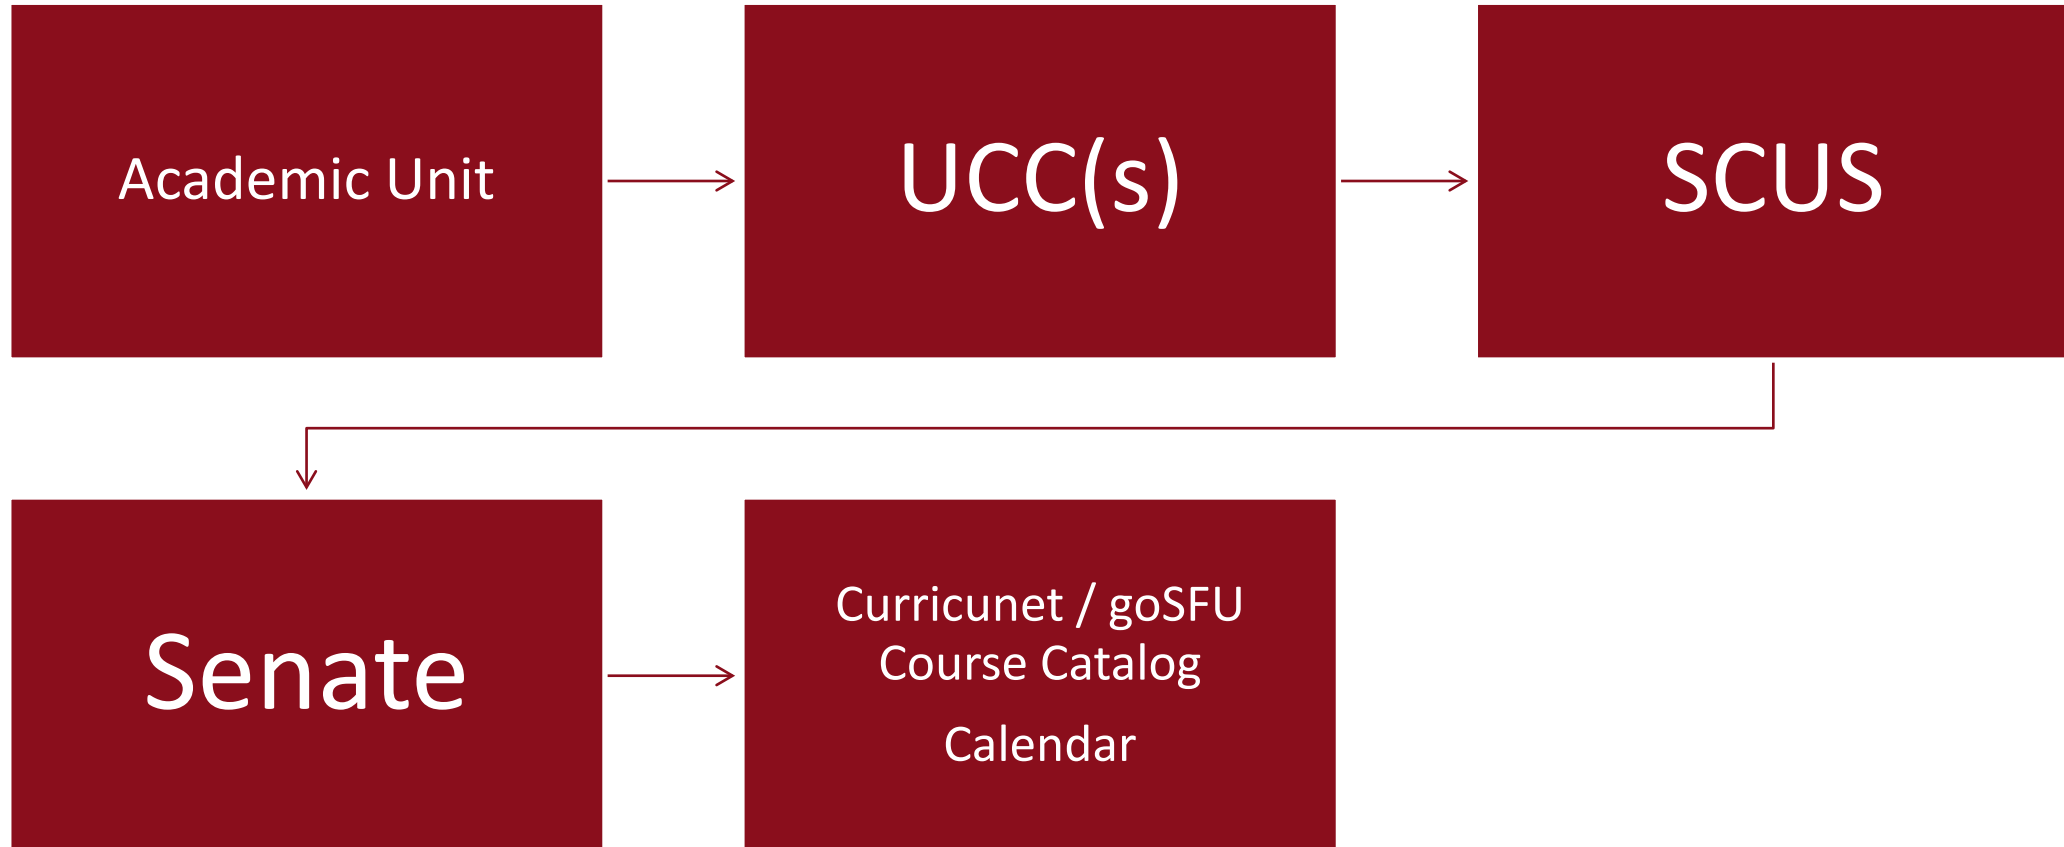 Academic Unit
UCC(s)
SCUS
Senate
Curricunet / goSFU
Course Catalog
Calendar